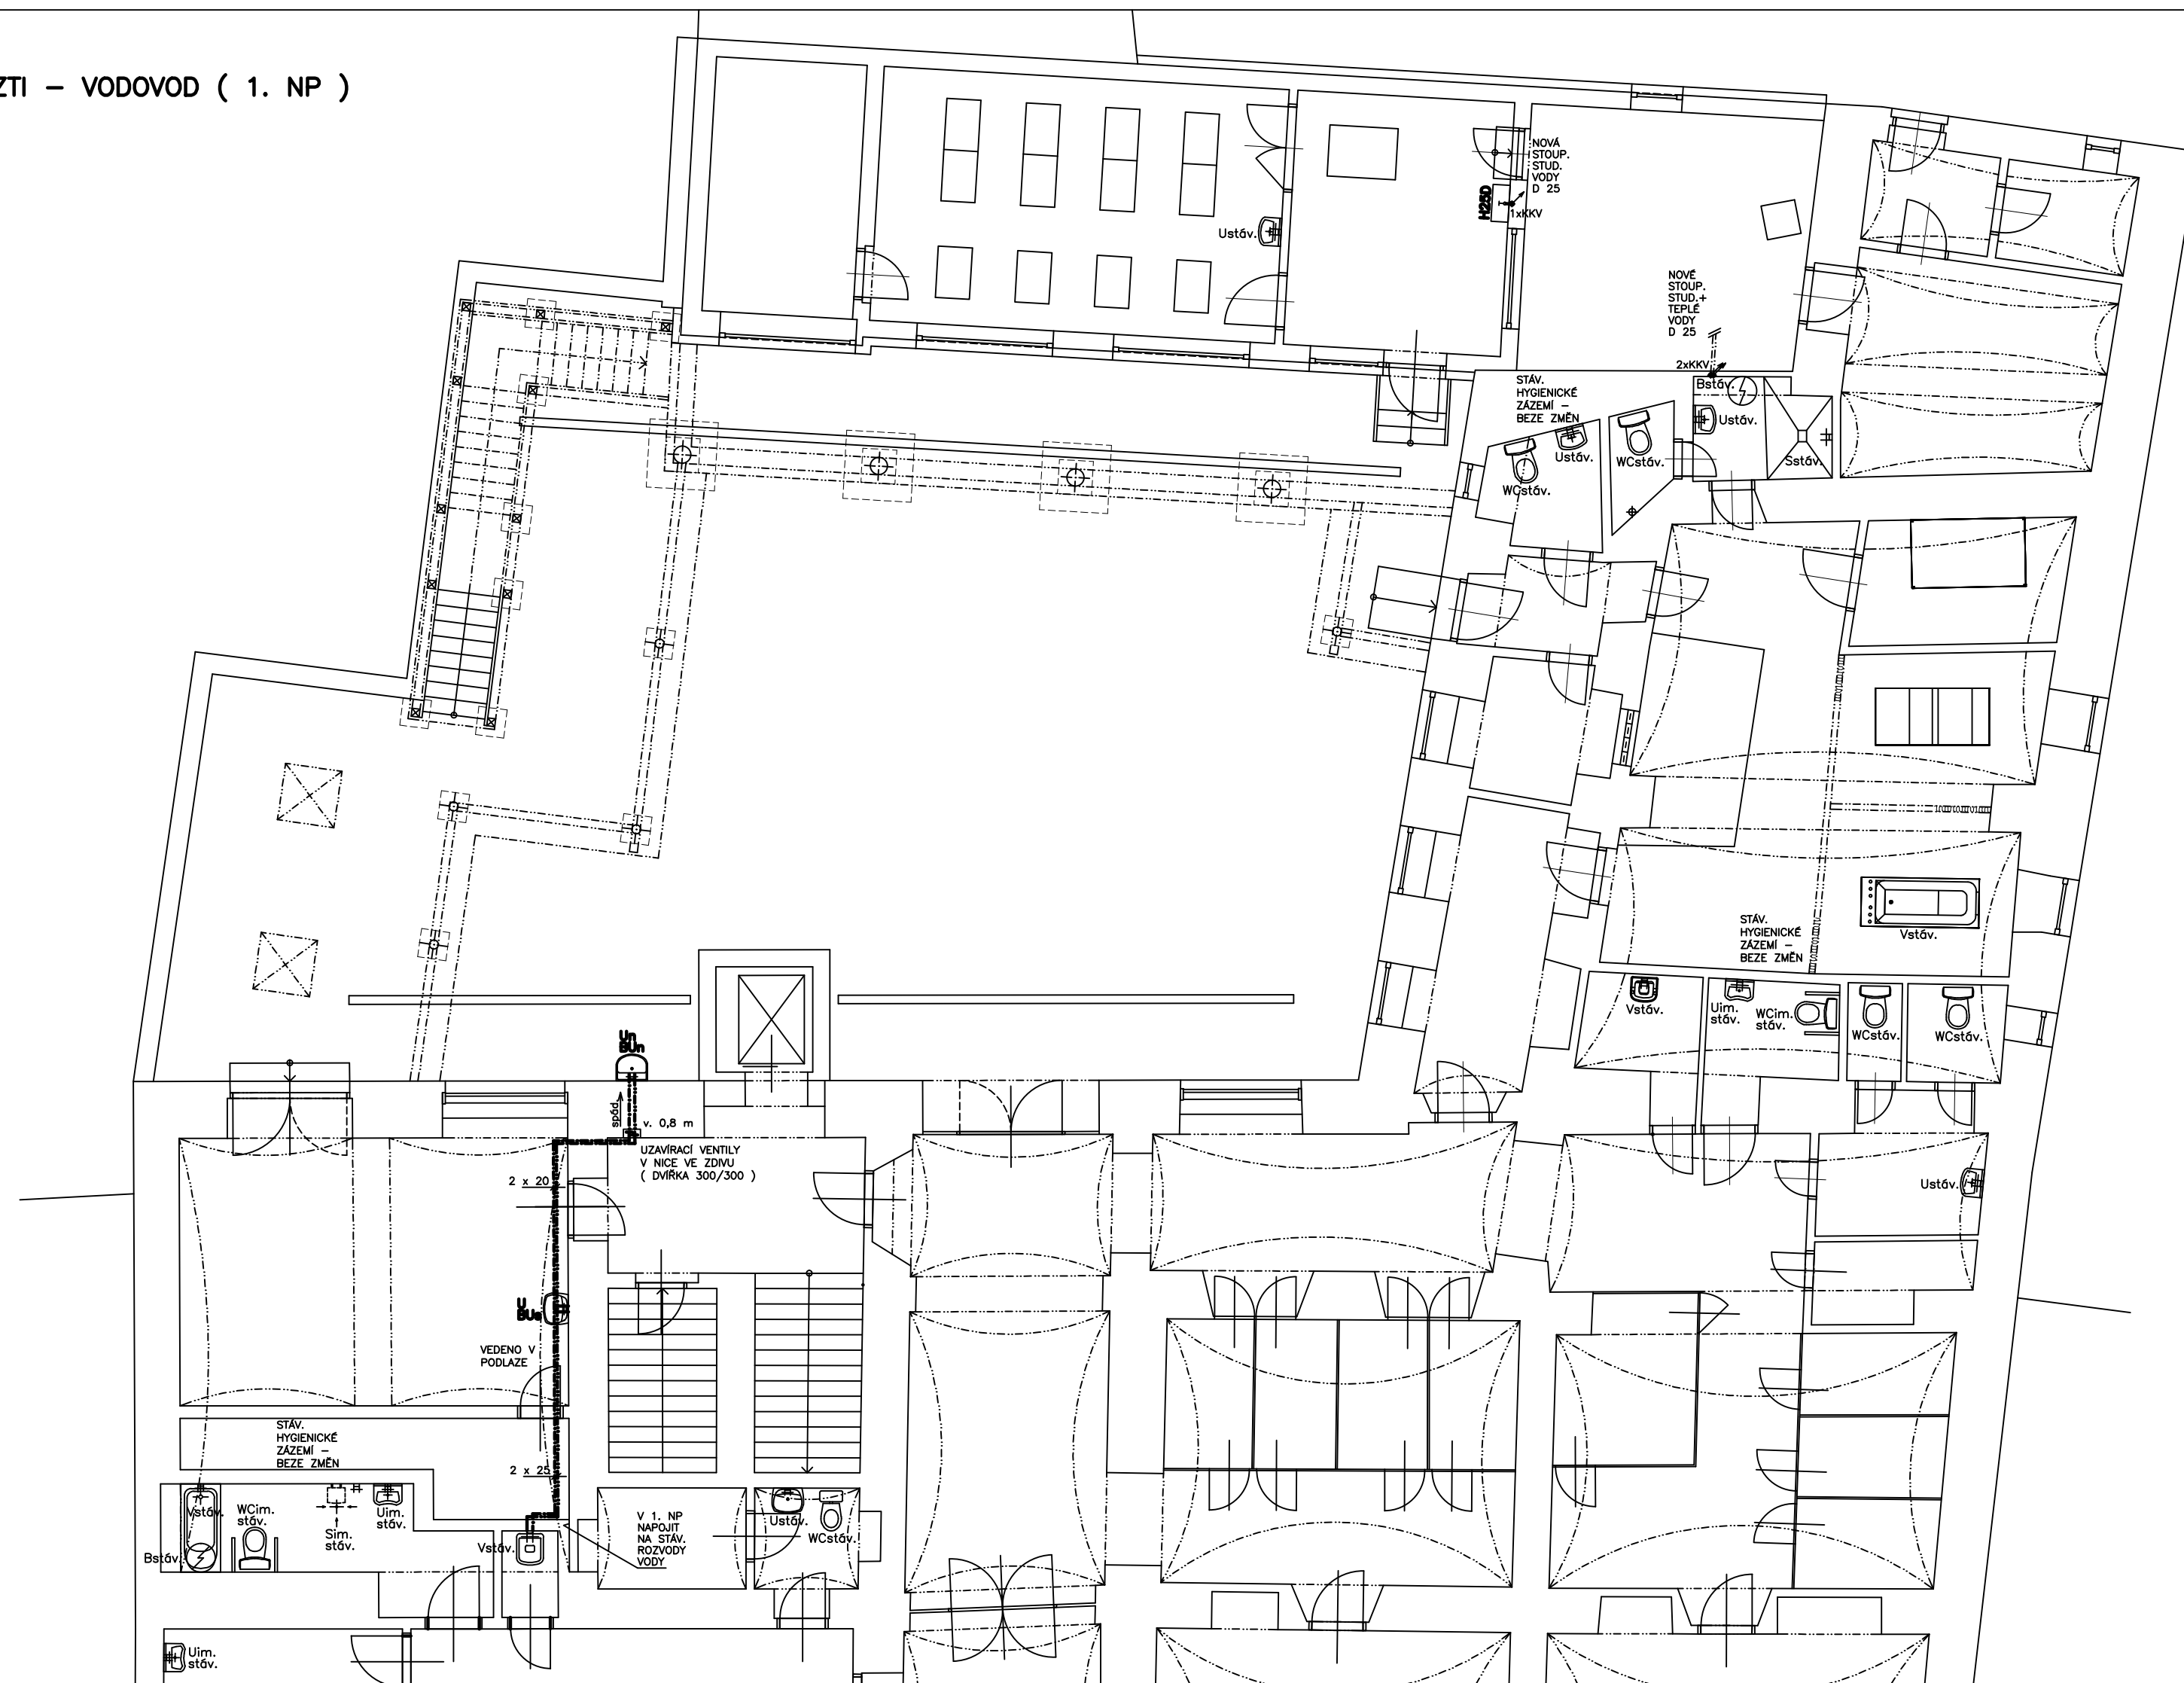 ZTI – VODOVOD ( 1. NP )
NOVÁ
STOUP.
STUD.
VODY
D 25
H25D
1xKKV
Ustáv.
NOVÉ
STOUP.
STUD.+
TEPLÉ
VODY
D 25
2xKKV
Bstáv.
STÁV.
HYGIENICKÉ
ZÁZEMÍ –
BEZE ZMĚN
Ustáv.
Ustáv.
WCstáv.
Sstáv.
WCstáv.
STÁV.
HYGIENICKÉ
ZÁZEMÍ –
BEZE ZMĚN
Vstáv.
Vstáv.
Uim.
stáv.
WCim.
stáv.
WCstáv.
WCstáv.
Un
BUn
spád
v. 0,8 m
UZAVÍRACÍ VENTILY
V NICE VE ZDIVU
( DVÍŘKA 300/300 )
2 x 20
Ustáv.
U
VEDENO V
PODLAZE
STÁV.
HYGIENICKÉ
ZÁZEMÍ –
BEZE ZMĚN
2 x 25
Vstáv.
WCim.
stáv.
Sim.
stáv.
Uim.
stáv.
Bstáv.
Vstáv.
V 1. NP
NAPOJIT
NA STÁV.
ROZVODY
VODY
Ustáv.
WCstáv.
Uim.
stáv.